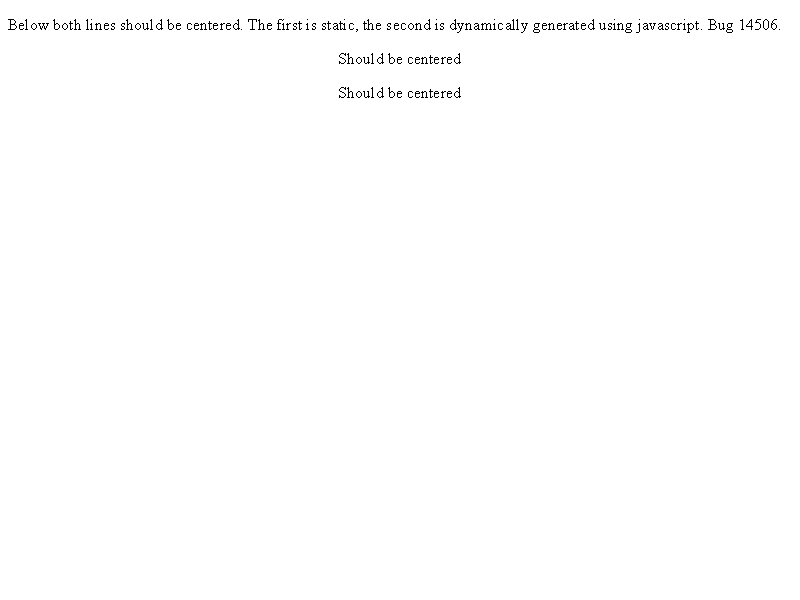 Below both lines should be centered. The first is static, the second is dynamically generated using javascript. Bug 14506.
Should be centered
Should be centered